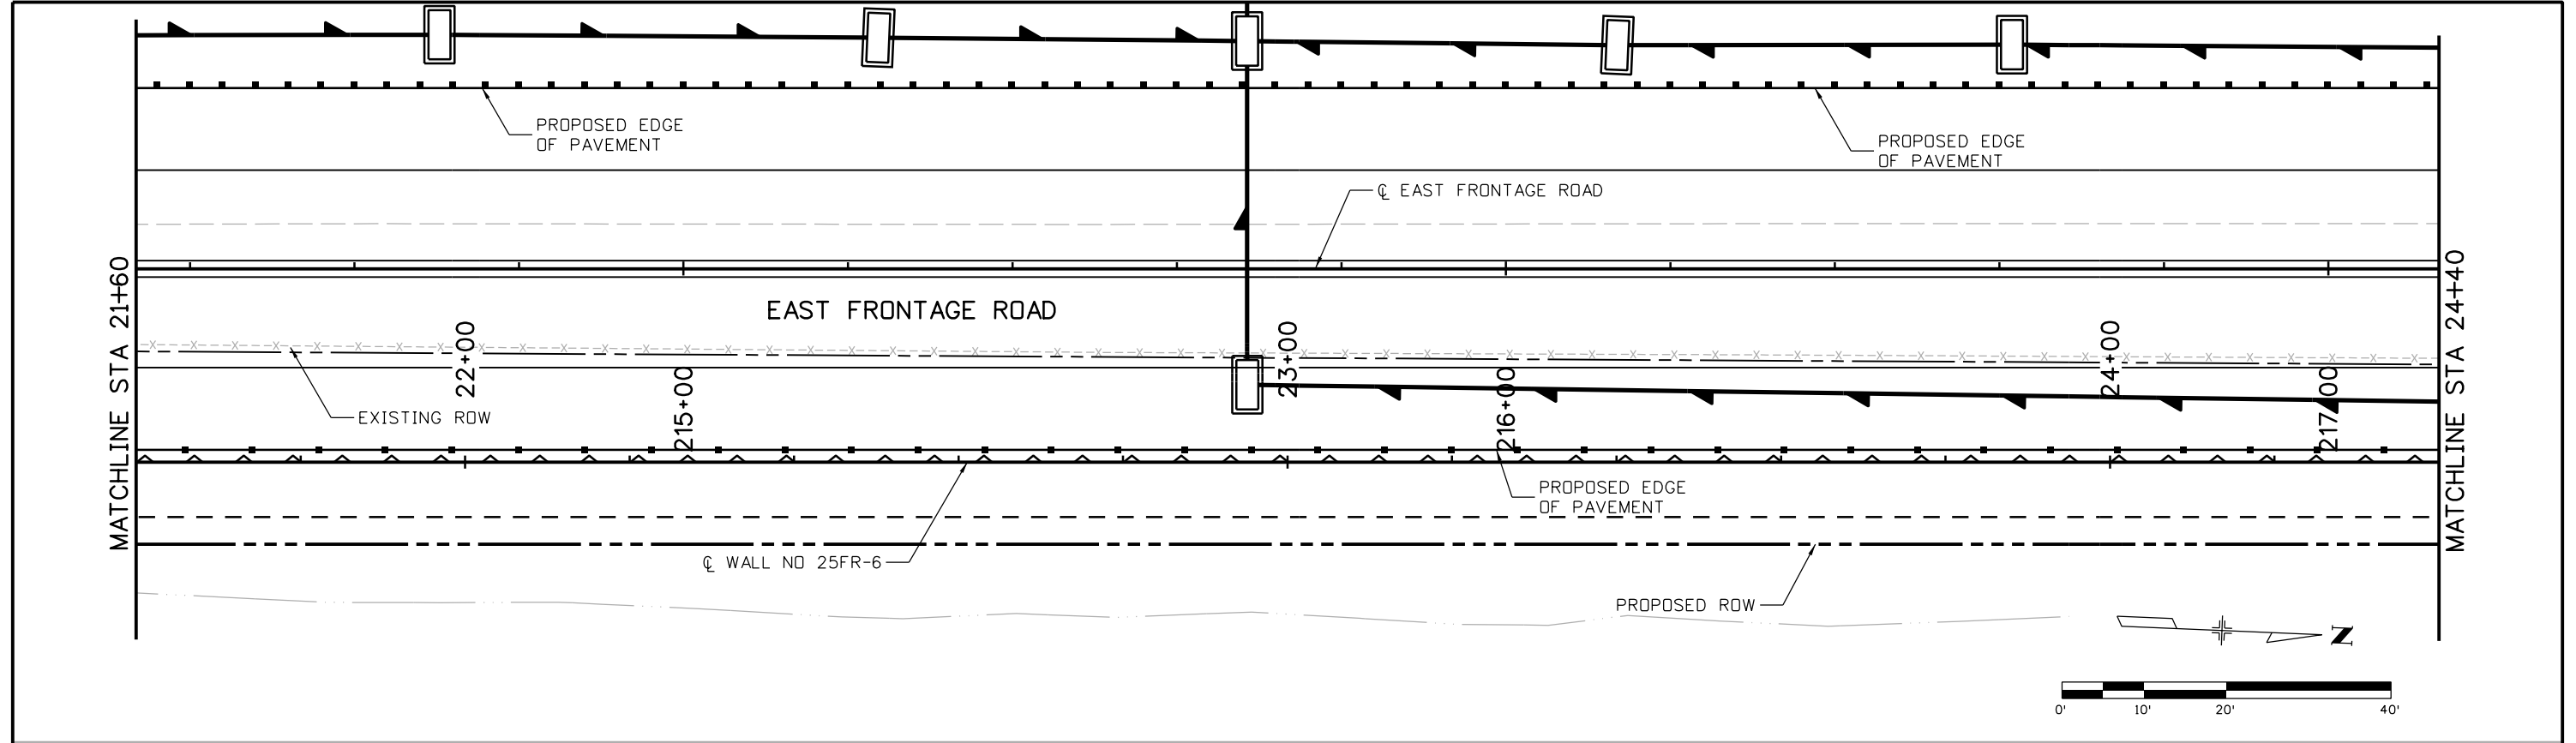 PROPOSED EDGE
OF PAVEMENT
PROPOSED EDGE
OF PAVEMENT
℄ EAST FRONTAGE ROAD
MATCHLINE STA 21+60
MATCHLINE STA 24+40
EAST FRONTAGE ROAD
22+00
23+00
24+00
EXISTING ROW
215+00
216+00
217+00
PROPOSED EDGE
OF PAVEMENT
℄ WALL NO 25FR-6
PROPOSED ROW
N
0' 10' 20' 40'